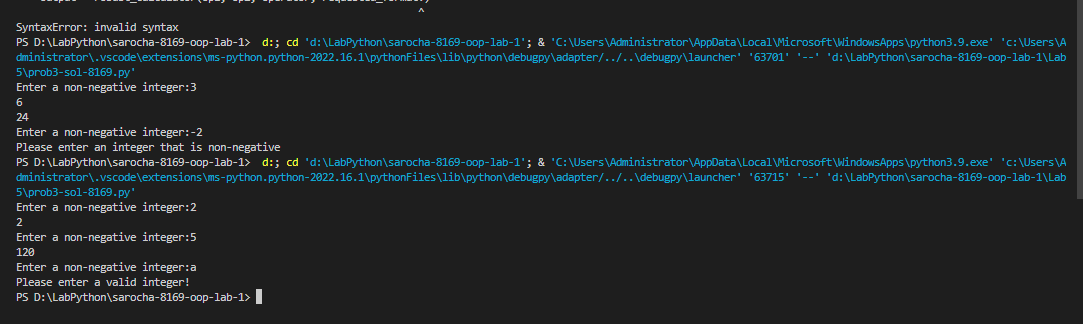 SyntaxError: invalid syntax
PS D:\LabPython\sarocha-8169-oop-lab-1>  d:; cd 'd:\LabPython\sarocha-8169-oop-lab-1'; & 'C:\Users\Administrator\AppData\Local\Microsoft\WindowsApps\python3.9.exe' 'c:\Users\A
dministrator\.vscode\extensions\ms-python.python-2022.16.1\pythonFiles\lib\python\debugpy\adapter/../..\debugpy\launcher' '63701' '--' 'd:\LabPython\sarocha-8169-oop-lab-1\Lab
5\prob3-sol-8169.py'
Enter a non-negative integer:3
6
24
Enter a non-negative integer:-2
Please enter an integer that is non-negative
PS D:\LabPython\sarocha-8169-oop-lab-1>  d:; cd 'd:\LabPython\sarocha-8169-oop-lab-1'; & 'C:\Users\Administrator\AppData\Local\Microsoft\WindowsApps\python3.9.exe' 'c:\Users\A
dministrator\.vscode\extensions\ms-python.python-2022.16.1\pythonFiles\lib\python\debugpy\adapter/../..\debugpy\launcher' '63715' '--' 'd:\LabPython\sarocha-8169-oop-lab-1\Lab
5\prob3-sol-8169.py'
Enter a non-negative integer:2
2
Enter a non-negative integer:5
120
Enter a non-negative integer:a
Please enter a valid integer!
PS D:\LabPython\sarocha-8169-oop-lab-1>